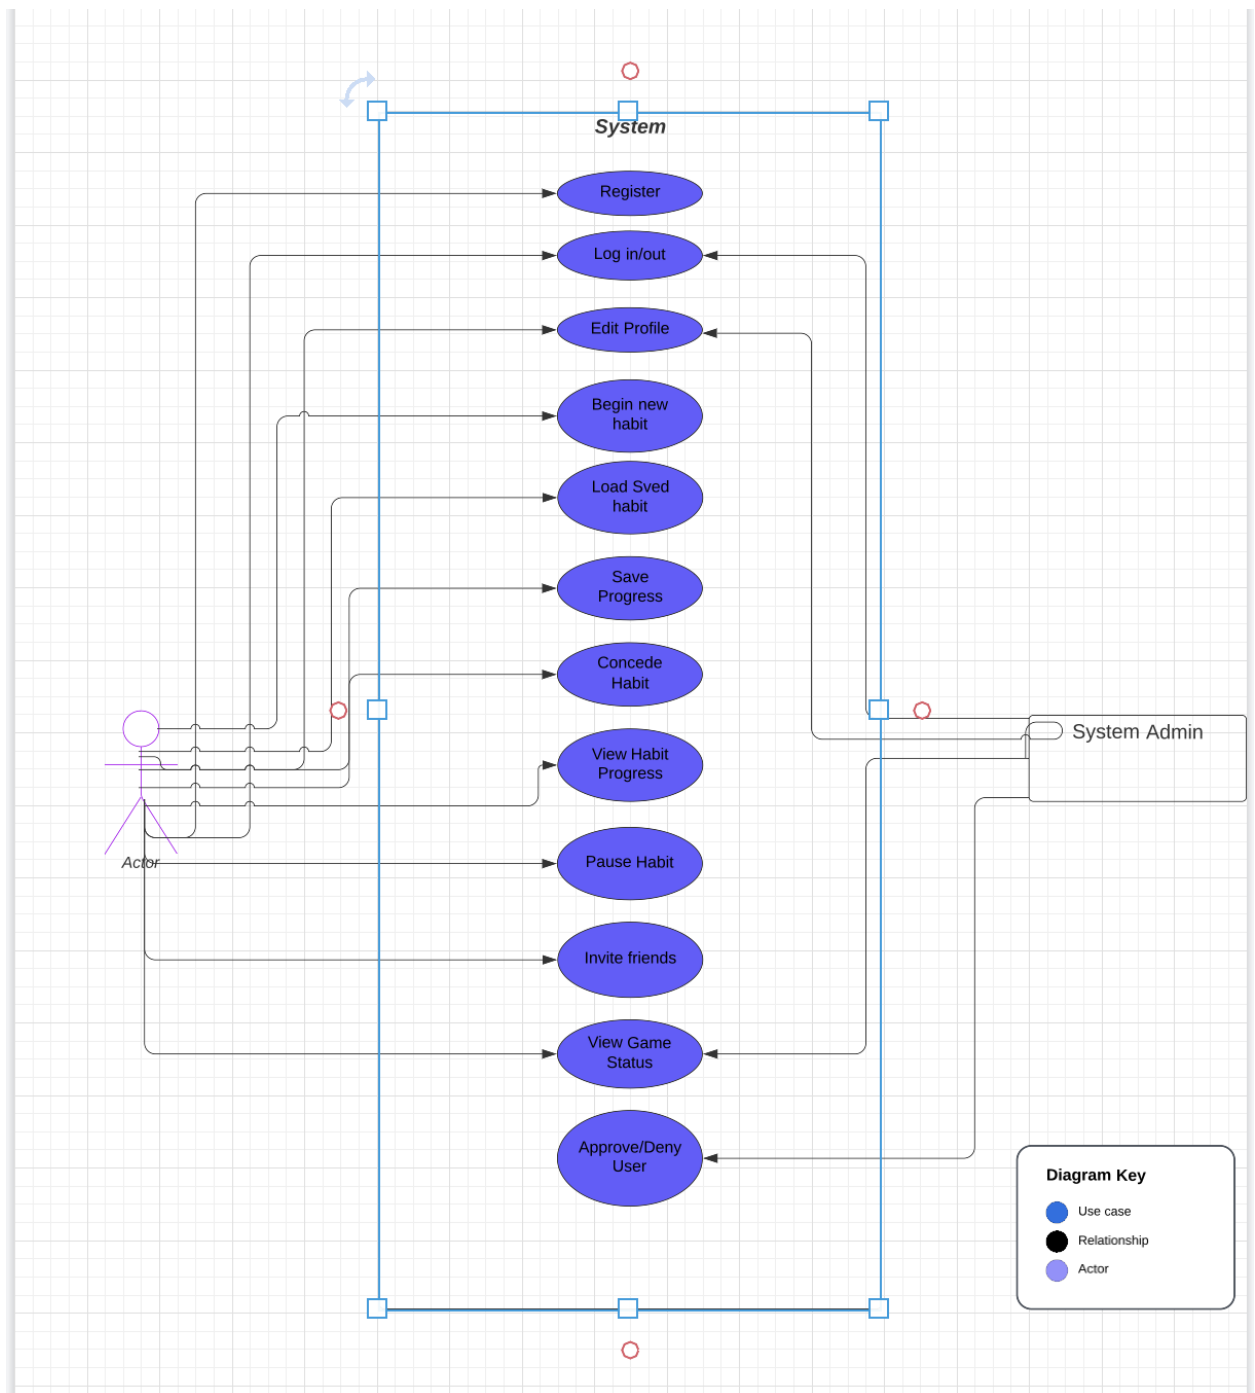 System
Register
Log in/out
Edit Profile
Begin new
habit
Load Sved
habit
Save
Progress
Concede
Habit
View Habit
Progress
Pause Habit
Invite friends
View Game
Status
Approve/Deny
User
Actor
System Admin
Diagram Key
Use case
Relationship
Actor